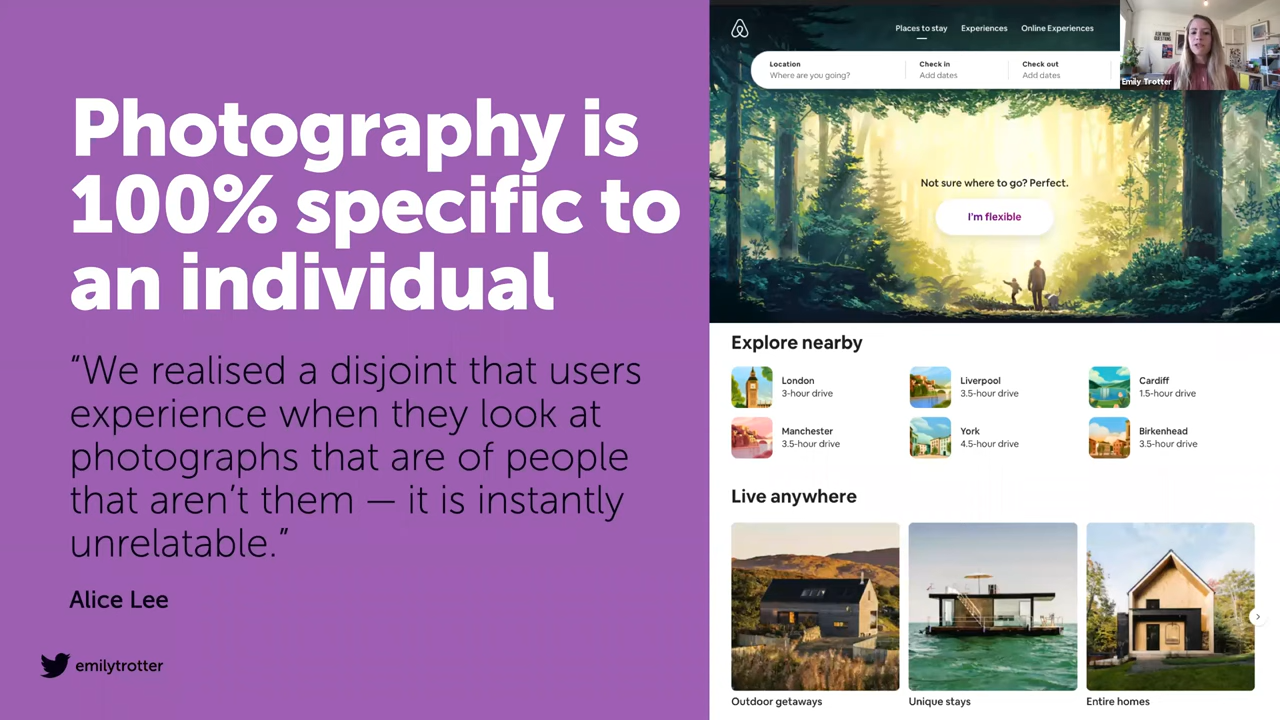 Photography is
100% specific to
an individual
“We realised a disjoint that users
experience when they look at
photographs that are of people
that aren’t them — it is instantly
unrelatable.”
Alice Lee
emilytrotter
Places to stay
Experiences
Online Experiences
Location
Where are you going?
Check in
Add dates
Check out
Add dates
Emily Trotter
Not sure where to go? Perfect.
I'm flexible
Explore nearby
London
3-hour drive
Liverpool
3.5-hour drive
Cardiff
1.5-hour drive
Manchester
3.5-hour drive
York
4.5-hour drive
Birkenhead
3.5-hour drive
Live anywhere
Outdoor getaways
Unique stays
Entire homes